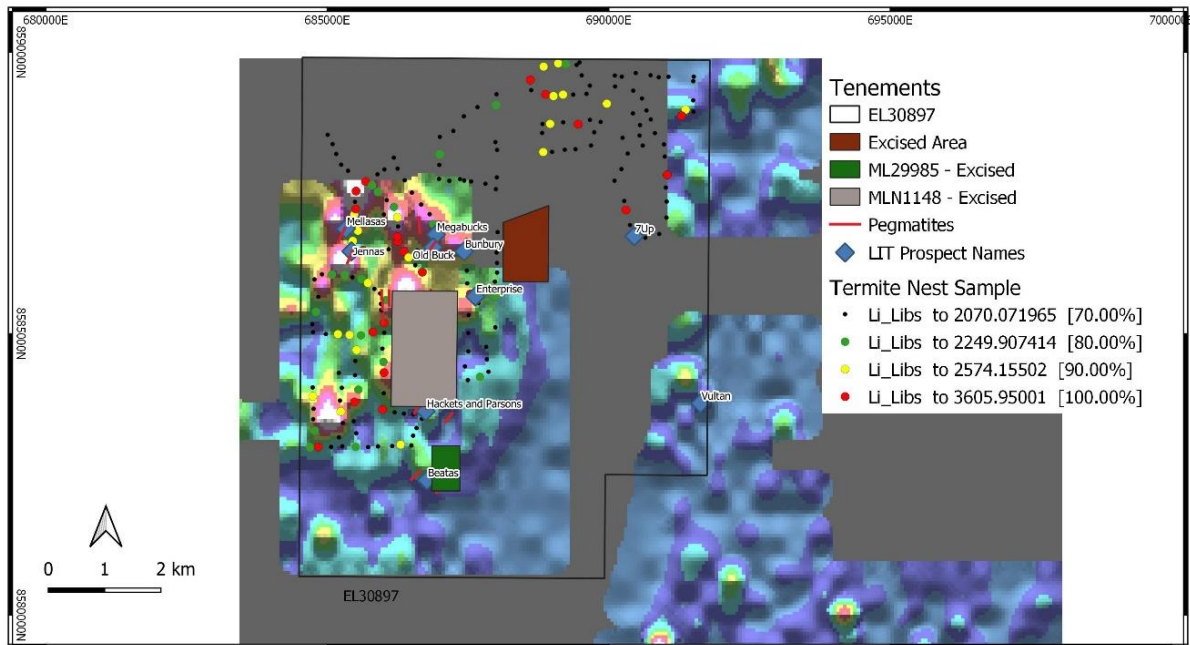 680000E
685000E
690000E
695000E
700000E
8590000N
8585000N
8580000N
Mellasas
Jennas
Megabucks
Old Buck
Bunbury
Enterprise
7Up
Hackets and Parsons
Vultan
Beatas
EL30897
0 1 2 km
Tenements
EL30897
Excised Area
ML29985 - Excised
MLN1148 - Excised
Pegmatites
LIT Prospect Names
Termite Nest Sample
Li_Libs to 2070.071965 [70.00%]
Li_Libs to 2249.907414 [80.00%]
Li_Libs to 2574.15502 [90.00%]
Li_Libs to 3605.95001 [100.00%]